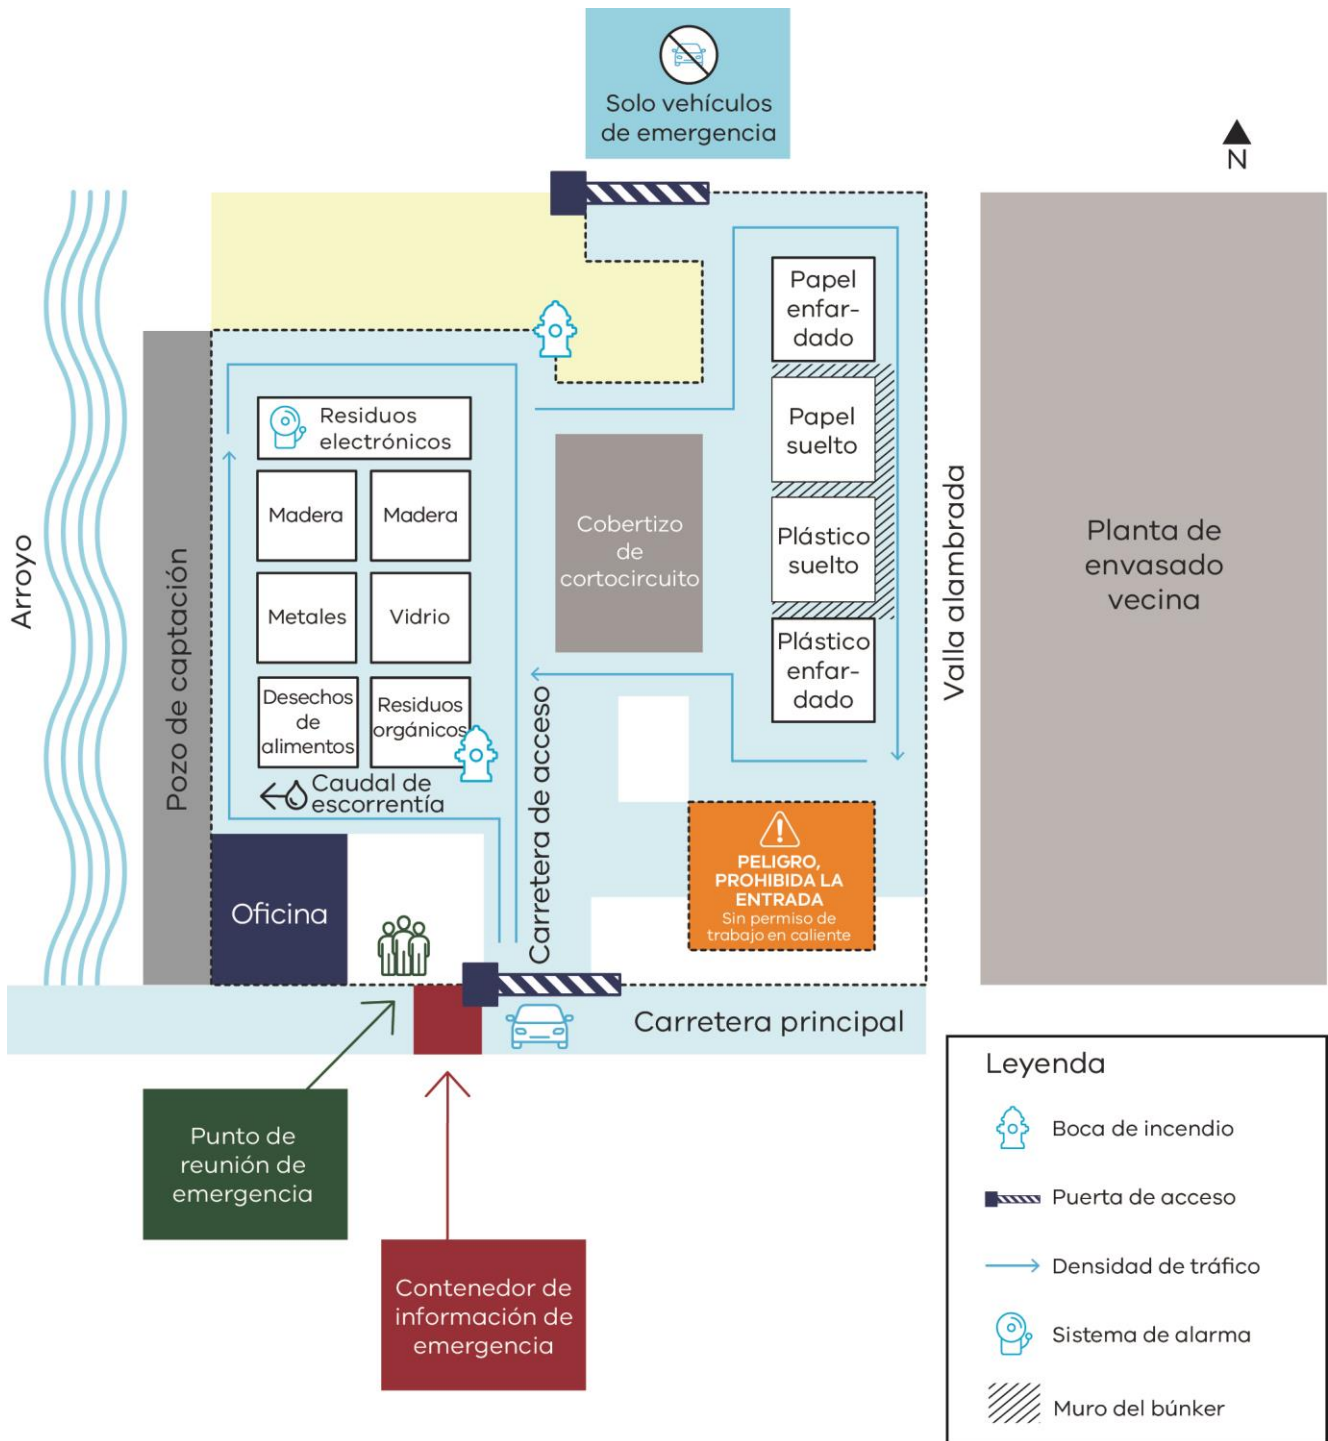 Solo vehículos
de emergencia
N
Papel
enfar-
dado
Residuos
electrónicos
Papel
suelto
Madera
Madera
Cobertizo
de
cortocircuito
Plástico
suelto
Planta de
envasado
vecina
Arroyo
Pozo de captación
Metales
Vidrio
Plástico
enfar-
dado
Valla alambrada
Desechos
de
alimentos
Residuos
orgánicos
Carretera de acceso
Caudal de
escorrentía
PELIGRO,
PROHIBIDA LA
ENTRADA
Sin permiso de
trabajo en caliente
Oficina
Carretera principal
Punto de
reunión de
emergencia
Contenedor de
información de
emergencia
Leyenda
Boca de incendio
Puerta de acceso
Densidad de tráfico
Sistema de alarma
Muro del búnker